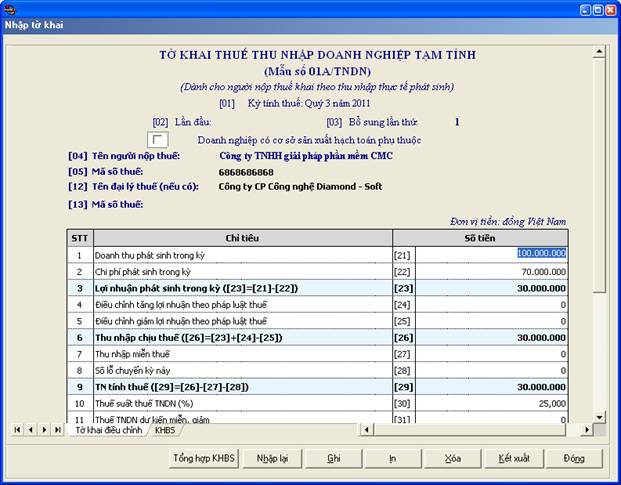 Nhập tờ khai
TỜ KHAI THUẾ THU NHẬP DOANH NGHIỆP TẠM TÍNH
(Mẫu số 01A/TNDN)
(Dành cho người nộp thuế khai theo thu nhập thực tế phát sinh)
[01] Kỳ tính thuế: Quý 3 năm 2011
[02] Lần đầu: [03] Bổ sung lần thứ: 1
Doanh nghiệp có cơ sở sản xuất hạch toán phụ thuộc
[04] Tên người nộp thuế: Công ty TNHH giải pháp phần mềm CMC
[05] Mã số thuế: 6868686868
[12] Tên đại lý thuế (nếu có): Công ty CP Công nghệ Diamond - Soft
[13] Mã số thuế:
Đơn vị tiền: đồng Việt Nam
STT Chỉ tiêu Số tiền
1 Doanh thu phát sinh trong kỳ [21] 100.000.000
2 Chi phí phát sinh trong kỳ [22] 70.000.000
3 Lợi nhuận phát sinh trong kỳ ([23]=[21]-[22]) [23] 30.000.000
4 Điều chỉnh tăng lợi nhuận theo pháp luật thuế [24] 0
5 Điều chỉnh giảm lợi nhuận theo pháp luật thuế [25] 0
6 Thu nhập chịu thuế ([26]=[23]+[24]-[25]) [26] 30.000.000
7 Thu nhập miễn thuế [27] 0
8 Số lỗ chuyển kỳ này [28] 0
9 TN tính thuế ([29]=[26]-[27]-[28]) [29] 30.000.000
10 Thuế suất thuế TNDN (%) [30] 25,000
11 Thuế TNDN dự kiến miễn, giảm [31] 0
Tờ khai điều chỉnh KHBS
Tổng hợp KHBS Nhập lại Ghi In Xóa Kết xuất Đóng